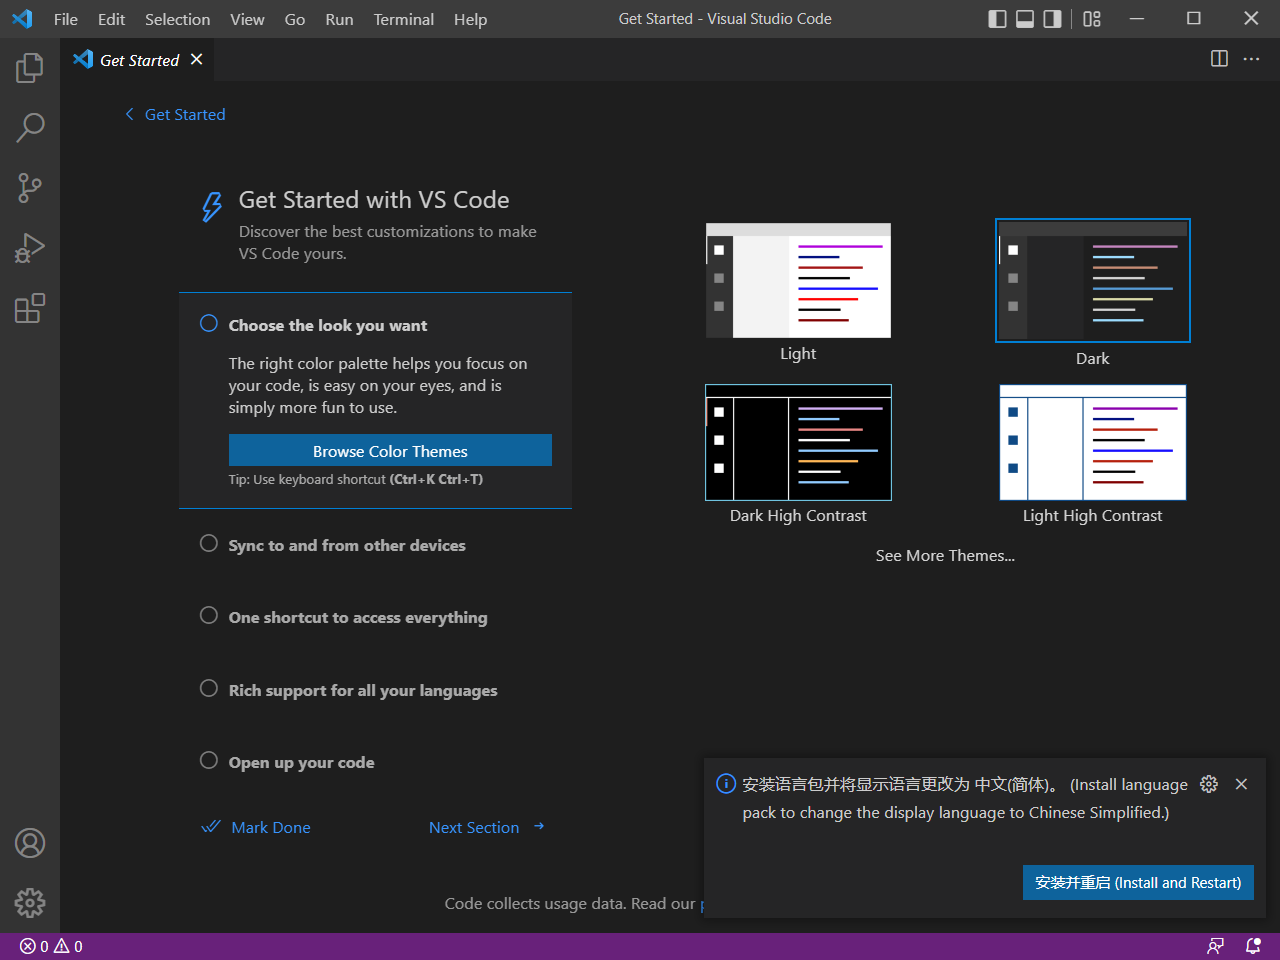 File Edit Selection View Go Run Terminal Help
Get Started - Visual Studio Code
Get Started
Get Started
Get Started with VS Code
Discover the best customizations to make
VS Code yours.
Choose the look you want
The right color palette helps you focus on
your code, is easy on your eyes, and is
simply more fun to use.
Browse Color Themes
Tip: Use keyboard shortcut (Ctrl+K Ctrl+T)
Sync to and from other devices
One shortcut to access everything
Rich support for all your languages
Open up your code
Mark Done
Next Section
Light
Dark
Dark High Contrast
Light High Contrast
See More Themes...
Code collects usage data. Read our
安装语言包并将显示语言更改为 中文(简体)。 (Install language
pack to change the display language to Chinese Simplified.)
安装并重启 (Install and Restart)
0 0